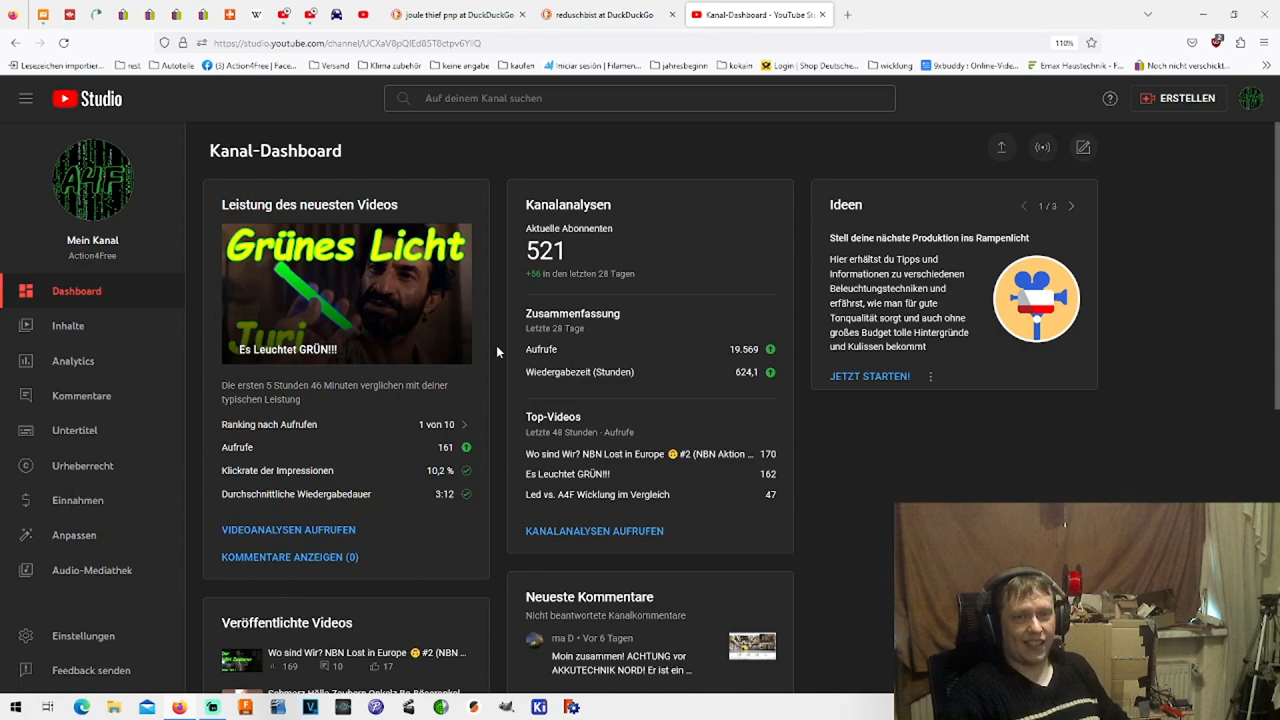 joule thief pnp at DuckDuckGo
reduschbist at DuckDuckGo
Kanal-Dashboard - YouTube St
https://studio.youtube.com/channel/UCXaV8pQIEd85T8ctpv6YIIQ
110%
Lesezeichen importier...
rest
Autoteile
(3) Action4Free | Face...
Versand
Klima zubehör
keine angabe
kaufen
Iniciar sesión | Filamen...
jahresbeginn
kokain
Login | Shop Deutsche...
wicklung
9xbuddy : Online-Vide...
Emax Haustechnik - F...
Noch nicht verschickt...
Studio
Auf deinem Kanal suchen
ERSTELLEN
A4F
Mein Kanal
Action4Free
Dashboard
Inhalte
Analytics
Kommentare
Untertitel
Urheberrecht
Einnahmen
Anpassen
Audio-Mediathek
Einstellungen
Feedback senden
Kanal-Dashboard
Leistung des neuesten Videos
Grünes Licht
Juri
Es Leuchtet GRÜN!!!
Die ersten 5 Stunden 46 Minuten verglichen mit deiner
typischen Leistung
Ranking nach Aufrufen 1 von 10
Aufrufe 161
Klickrate der Impressionen 10,2 %
Durchschnittliche Wiedergabedauer 3:12
VIDEOANALYSEN AUFRUFEN
KOMMENTARE ANZEIGEN (0)
Veröffentlichte Videos
Wo sind Wir? NBN Lost in Europe 🙃 #2 (NBN ...
169 10 17
Kanalanalysen
Aktuelle Abonnenten
521
+56 in den letzten 28 Tagen
Zusammenfassung
Letzte 28 Tage
Aufrufe 19.569
Wiedergabezeit (Stunden) 624,1
Top-Videos
Letzte 48 Stunden · Aufrufe
Wo sind Wir? NBN Lost in Europe 🙃 #2 (NBN Aktion ... 170
Es Leuchtet GRÜN!!! 162
Led vs. A4F Wicklung im Vergleich 47
KANALANALYSEN AUFRUFEN
Neueste Kommentare
Nicht beantwortete Kanalkommentare
ma D • Vor 6 Tagen
Moin zusammen! ACHTUNG vor
AKKUTECHNIK NORD! Er ist ein ...
Ideen
1 / 3
Stell deine nächste Produktion ins Rampenlicht
Hier erhältst du Tipps und
Informationen zu verschiedenen
Beleuchtungstechniken und
erfährst, wie man für gute
Tonqualität sorgt und auch ohne
großes Budget tolle Hintergründe
und Kulissen bekommt
JETZT STARTEN!